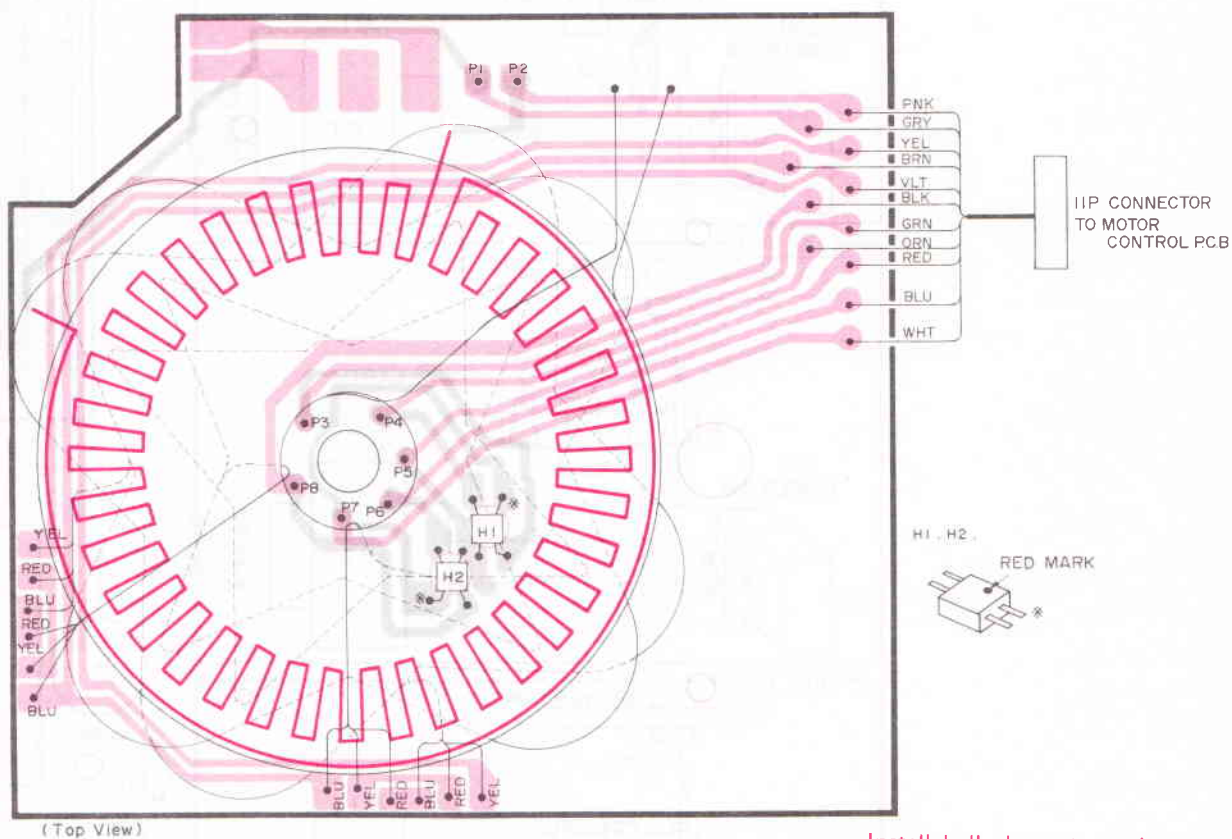 P1 P2
PNK
GRY
YEL
BRN
VLT
BLK
GRN
ORN
RED
BLU
WHT
11P CONNECTOR
TO MOTOR
CONTROL P.C.B
P3 P4
P5
P8
P7 P6
H1
※
H2
※
YEL
RED
BLU
RED
YEL
BLU
H1 . H2 .
RED MARK
※
BLU YEL RED BLU RED YEL
(Top View)